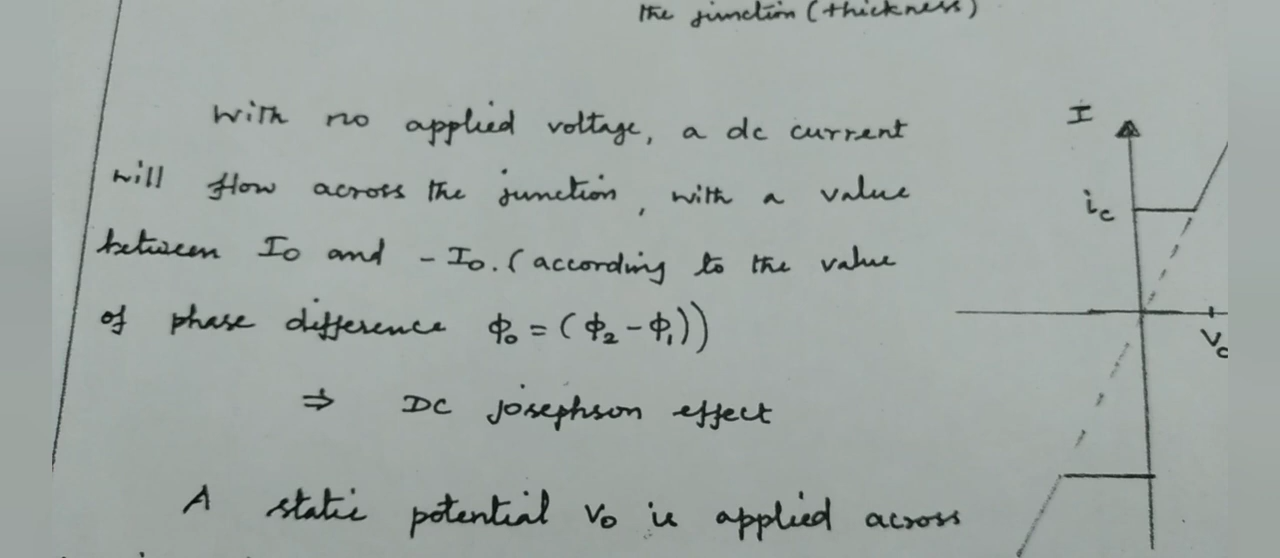 the junction (thickness)
With no applied voltage, a dc current
will flow across the junction, with a value
between I₀ and -I₀. (according to the value
of phase difference ϕ₀ = (ϕ₂ - ϕ₁))
⇒ DC josephson effect
A static potential V₀ is applied across
I
i_c
V_c